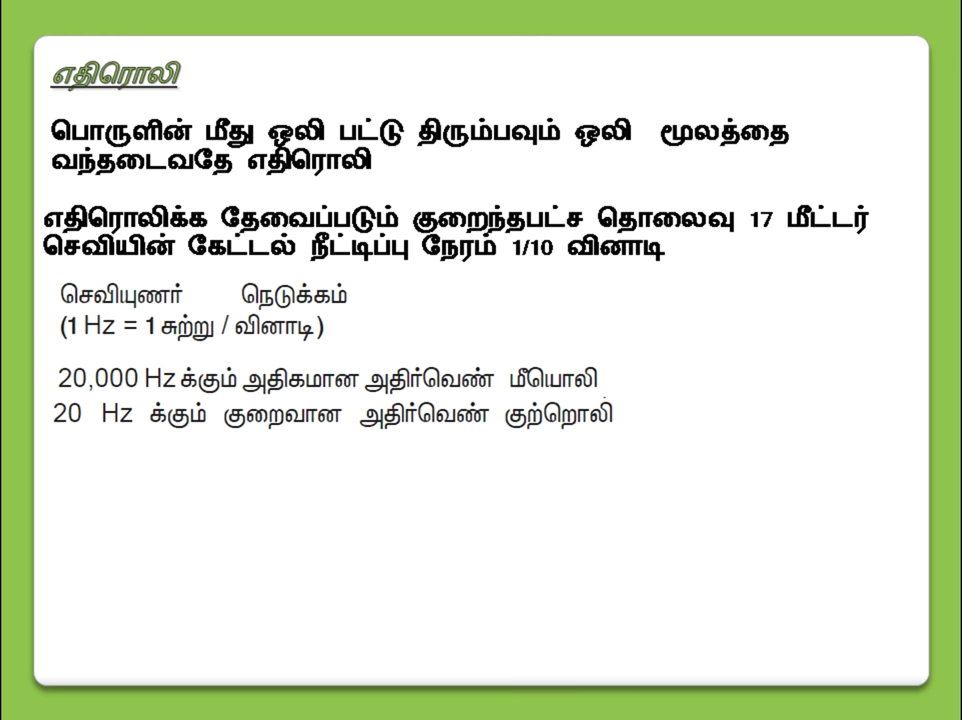 எதிரொலி
பொருளின் மீது ஒலி பட்டு திரும்பவும் ஒலி மூலத்தை
வந்தடைவதே எதிரொலி
எதிரொலிக்க தேவைப்படும் குறைந்தபட்ச தொலைவு 17 மீட்டர்
செவியின் கேட்டல் நீட்டிப்பு நேரம் 1/10 வினாடி
செவியுணர் நெடுக்கம்
(1 Hz = 1 சுற்று / வினாடி)
20,000 Hz க்கும் அதிகமான அதிர்வெண் மீயொலி
20 Hz க்கும் குறைவான அதிர்வெண் குற்றொலி